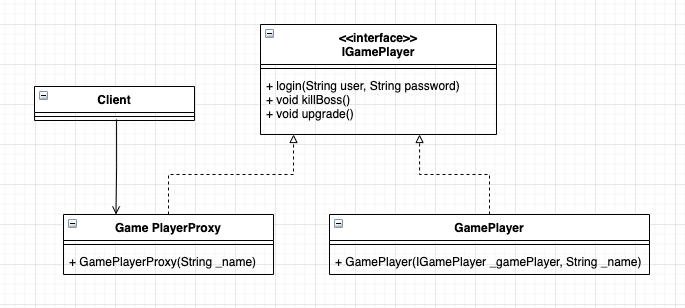 <<interface>>
IGamePlayer
+ login(String user, String password)
+ void killBoss()
+ void upgrade()
Client
Game PlayerProxy
+ GamePlayerProxy(String _name)
GamePlayer
+ GamePlayer(IGamePlayer _gamePlayer, String _name)